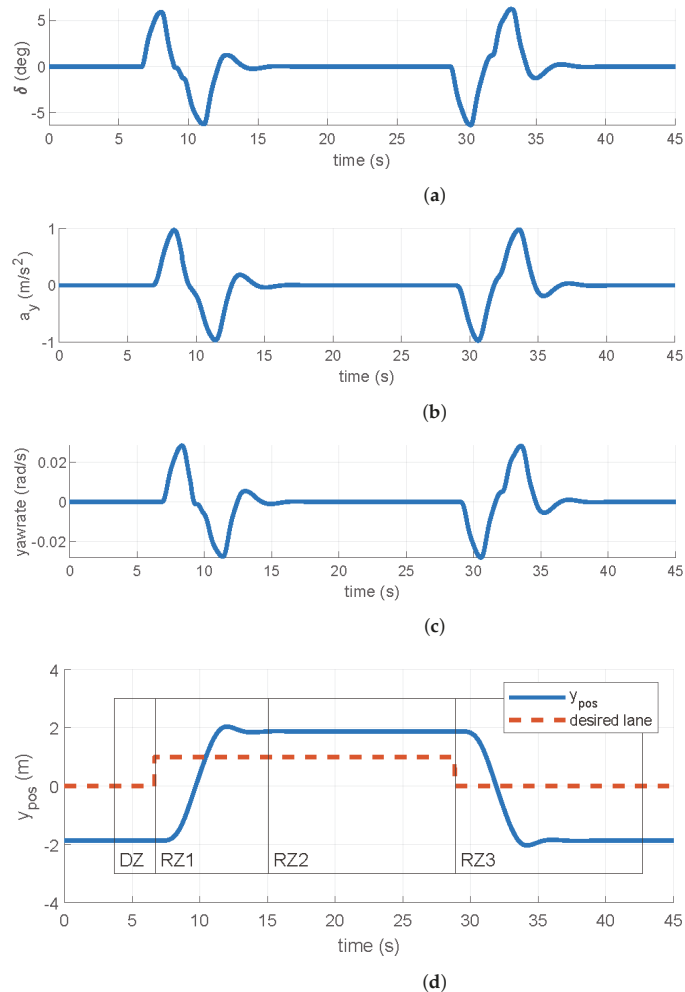 5
0
-5
δ (deg)
0 5 10 15 20 25 30 35 40 45
time (s)
(a)
1
0
-1
a_y (m/s²)
0 5 10 15 20 25 30 35 40 45
time (s)
(b)
0.02
0
-0.02
yawrate (rad/s)
0 5 10 15 20 25 30 35 40 45
time (s)
(c)
4
2
0
-2
-4
y_pos (m)
y_pos
desired lane
DZ RZ1 RZ2 RZ3
0 5 10 15 20 25 30 35 40 45
time (s)
(d)